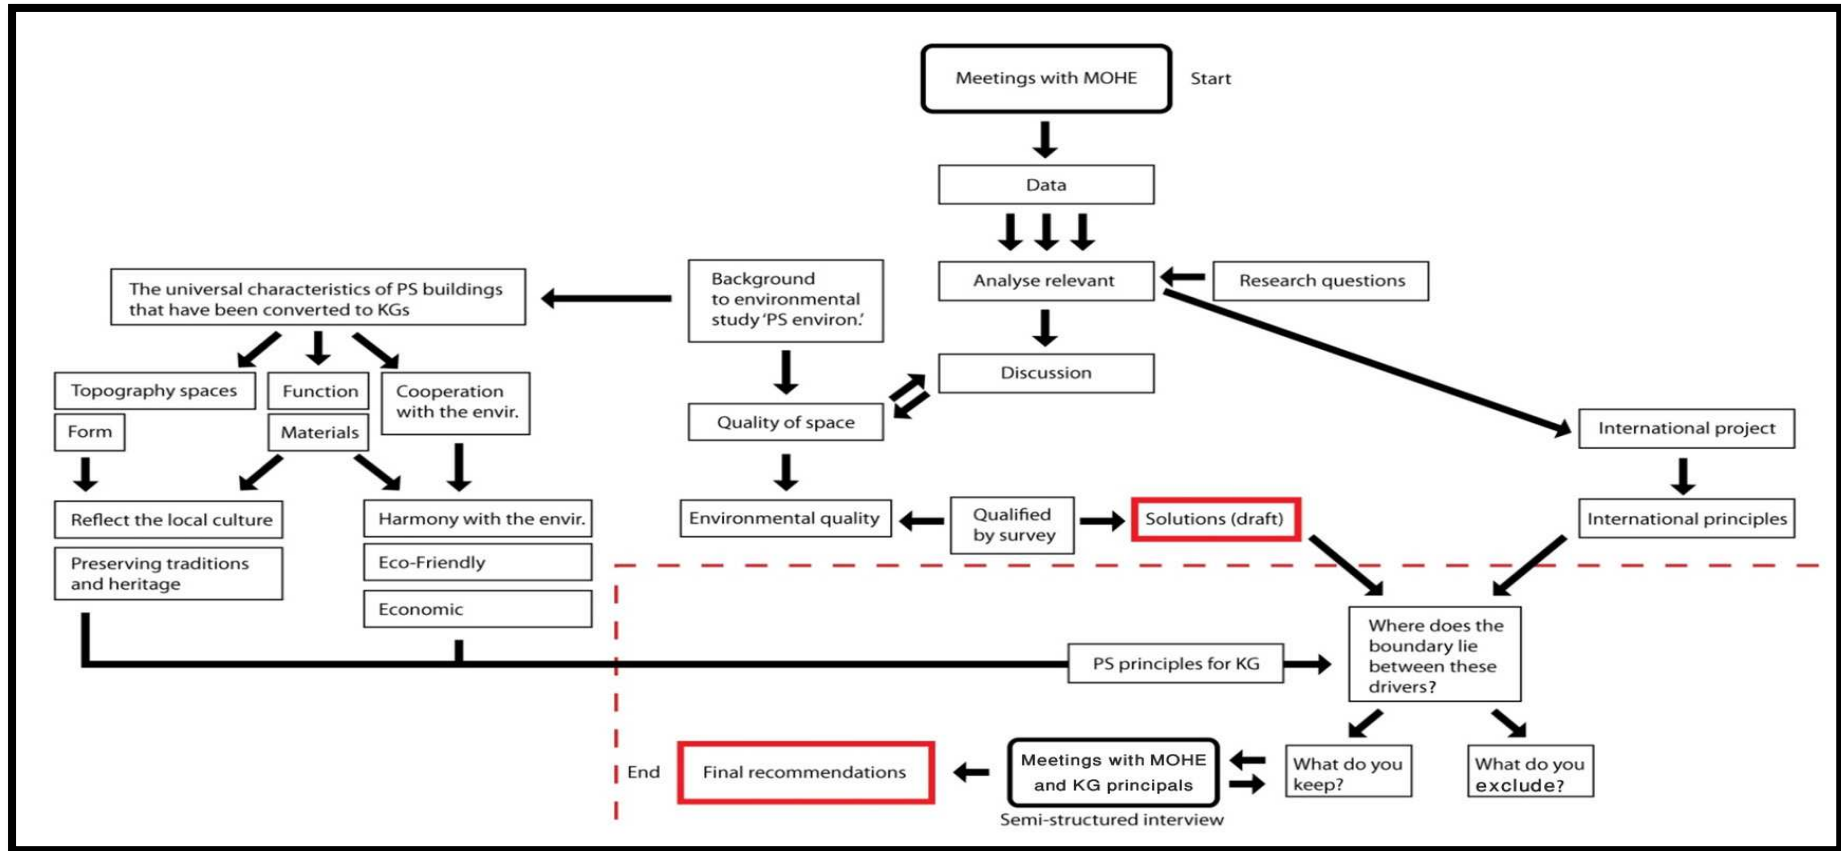 Meetings with MOHE
Start
Data
Analyse relevant
Research questions
Background
to environmental
study ‘PS environ.’
The universal characteristics of PS buildings
that have been converted to KGs
Discussion
Topography spaces
Function
Cooperation
with the envir.
Form
Materials
Quality of space
International project
Reflect the local culture
Harmony with the envir.
Environmental quality
Qualified
by survey
Solutions (draft)
International principles
Preserving traditions
and heritage
Eco-Friendly
Economic
PS principles for KG
Where does the
boundary lie
between these
drivers?
End
Final recommendations
Meetings with MOHE
and KG principals
Semi-structured interview
What do you
keep?
What do you
exclude?